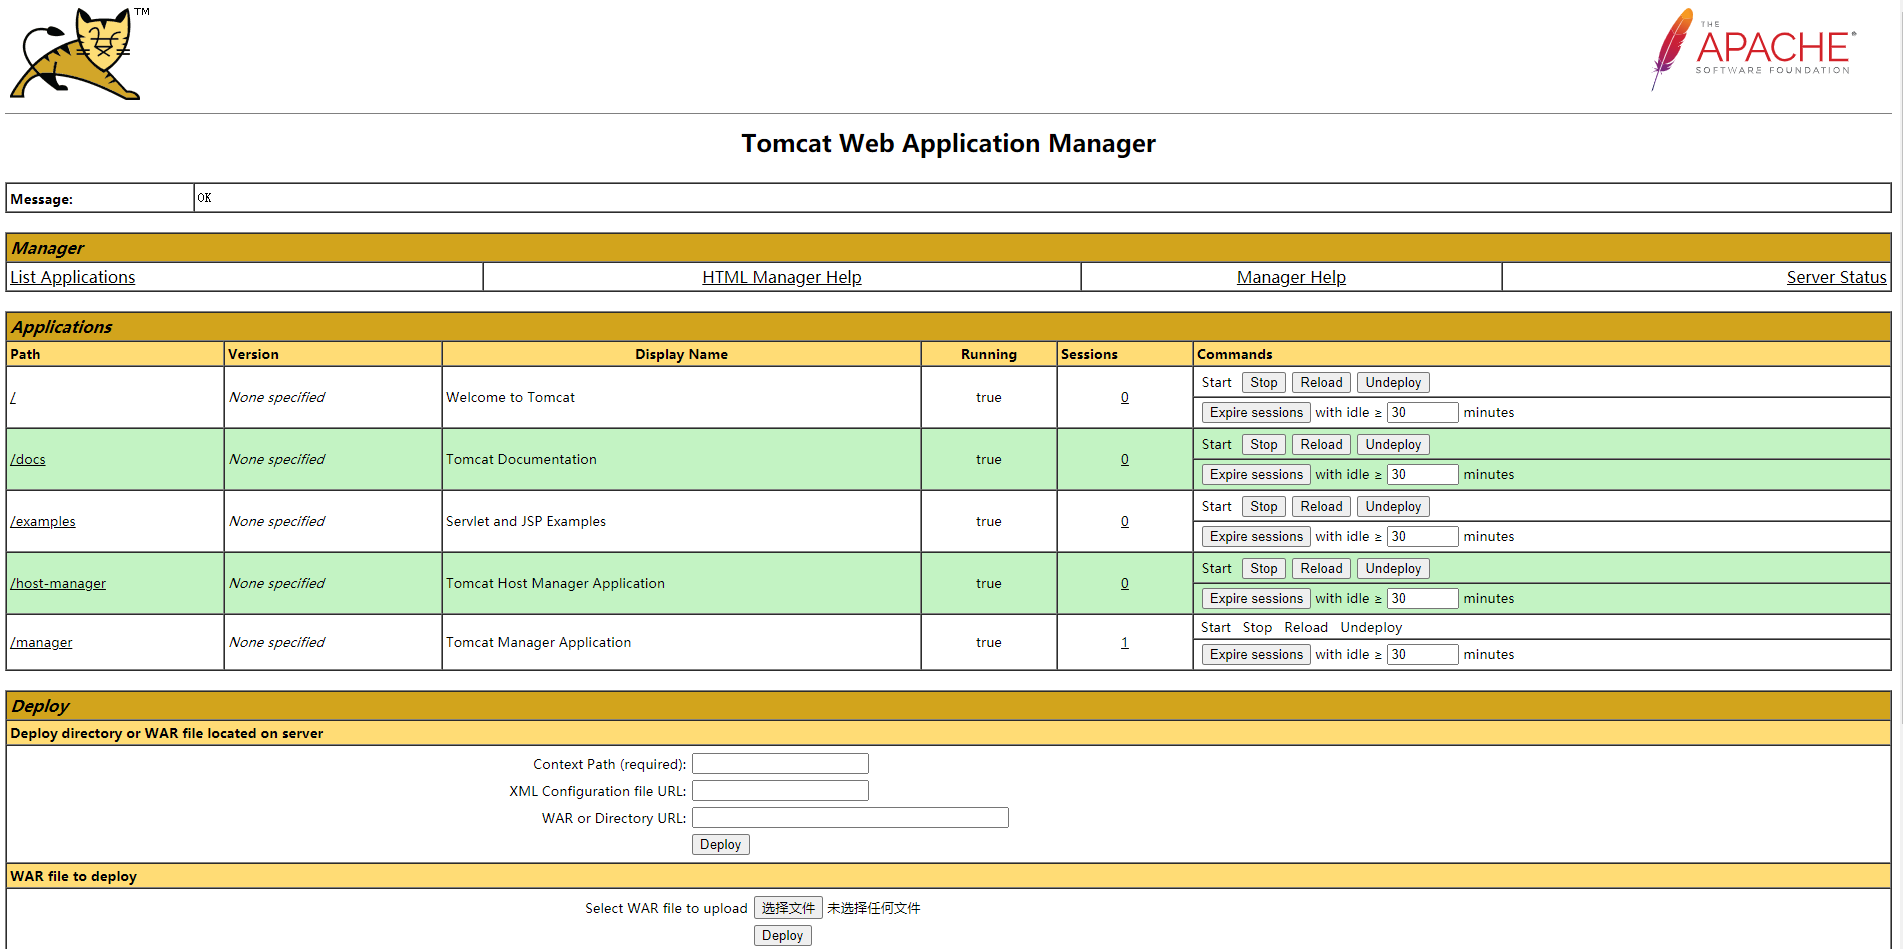 TM
THE
APACHE®
SOFTWARE FOUNDATION
Tomcat Web Application Manager
Message: OK
Manager
List Applications HTML Manager Help Manager Help Server Status
Applications
Path Version Display Name Running Sessions Commands
/ None specified Welcome to Tomcat true 0 Start Stop Reload Undeploy
Expire sessions with idle ≥ 30 minutes
/docs None specified Tomcat Documentation true 0 Start Stop Reload Undeploy
Expire sessions with idle ≥ 30 minutes
/examples None specified Servlet and JSP Examples true 0 Start Stop Reload Undeploy
Expire sessions with idle ≥ 30 minutes
/host-manager None specified Tomcat Host Manager Application true 0 Start Stop Reload Undeploy
Expire sessions with idle ≥ 30 minutes
/manager None specified Tomcat Manager Application true 1 Start Stop Reload Undeploy
Expire sessions with idle ≥ 30 minutes
Deploy
Deploy directory or WAR file located on server
Context Path (required):
XML Configuration file URL:
WAR or Directory URL:
Deploy
WAR file to deploy
Select WAR file to upload 选择文件 未选择任何文件
Deploy